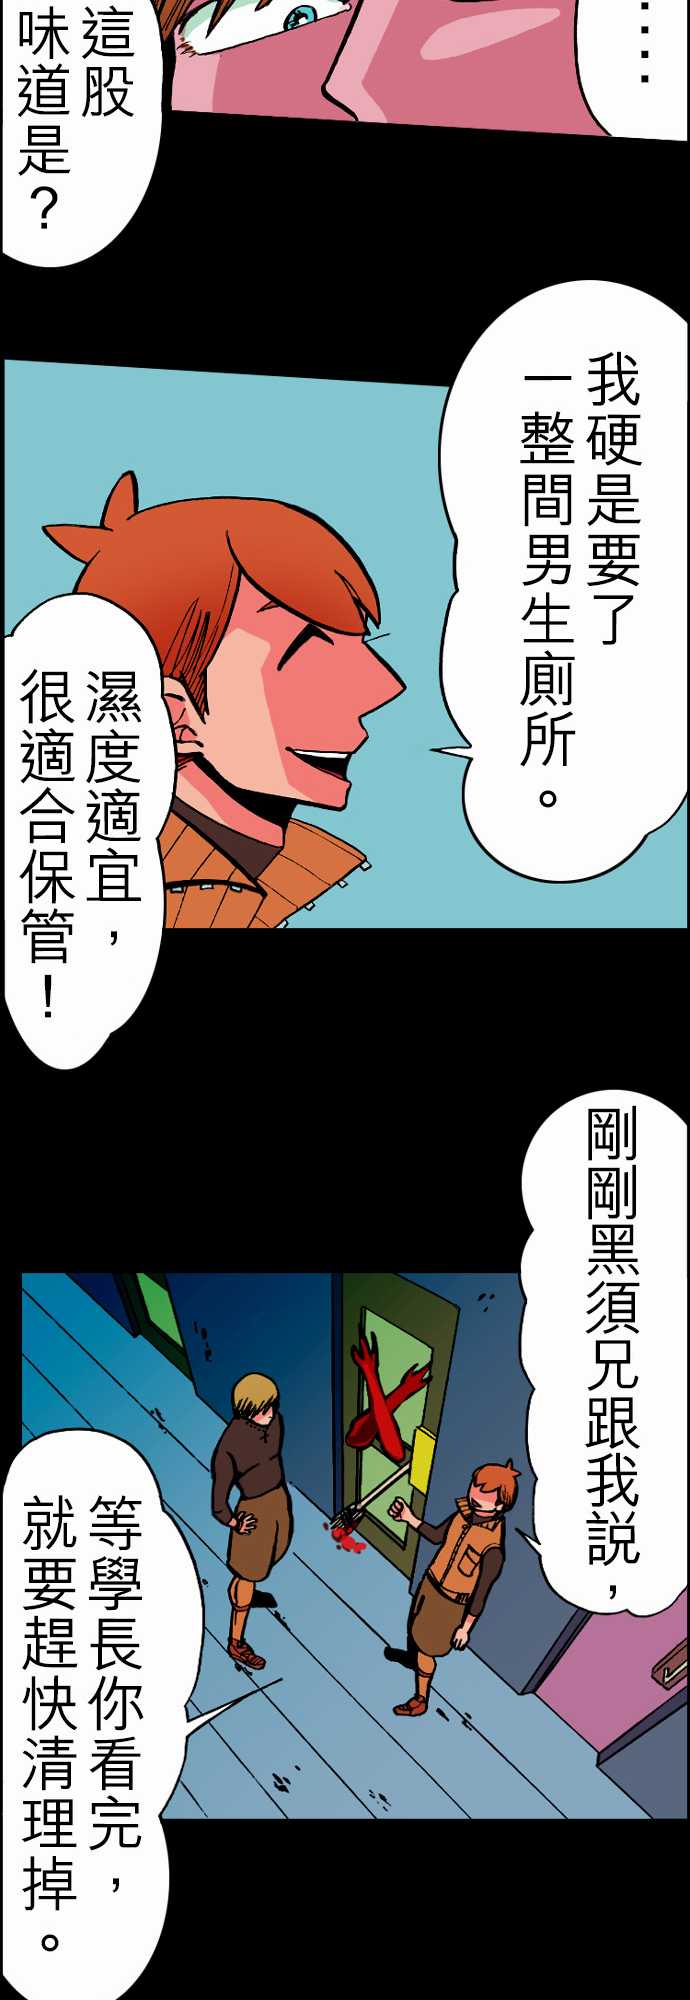 ……
這股
味道是？
我硬是要了
一整間男生廁所。
濕度適宜，
很適合保管！
剛剛黑須兄跟我説，
等學長你看完，
就要趕快清理掉。